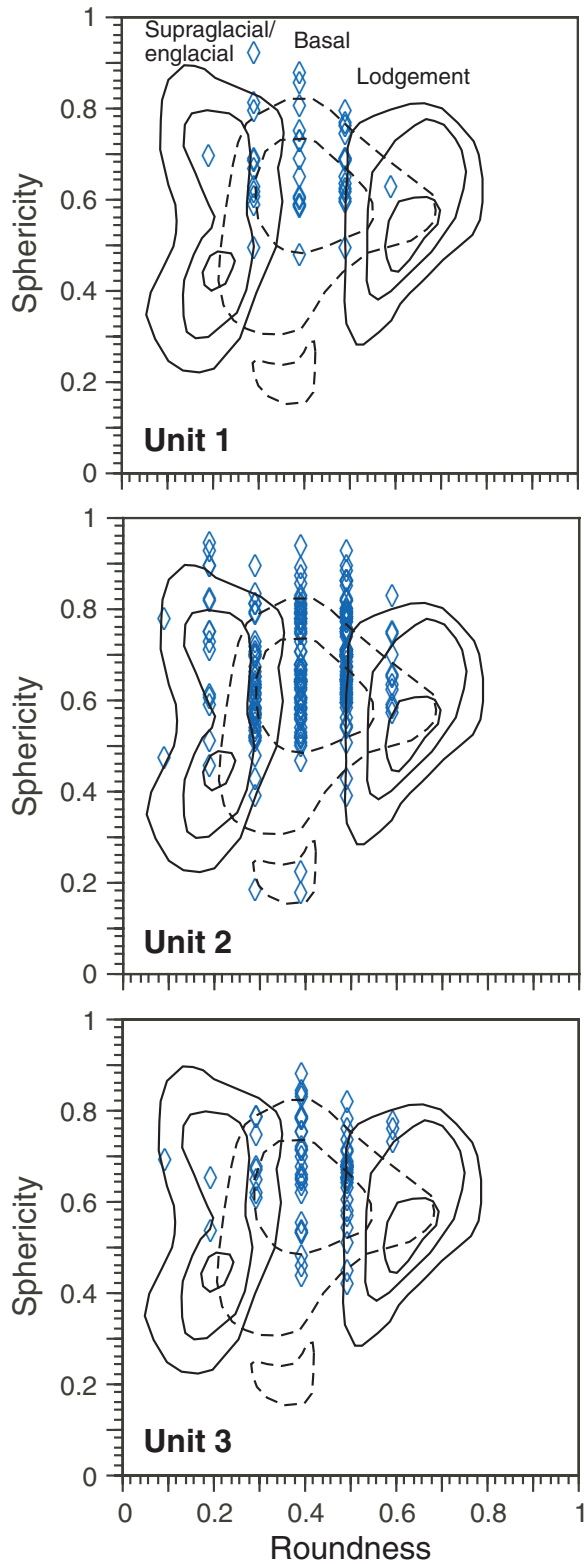 1
Supraglacial/
englacial
Basal
Lodgement
0.8
0.6
Sphericity
0.4
0.2
Unit 1
0
1
0.8
0.6
Sphericity
0.4
0.2
Unit 2
0
1
0.8
0.6
Sphericity
0.4
0.2
Unit 3
0
0 0.2 0.4 0.6 0.8 1
Roundness